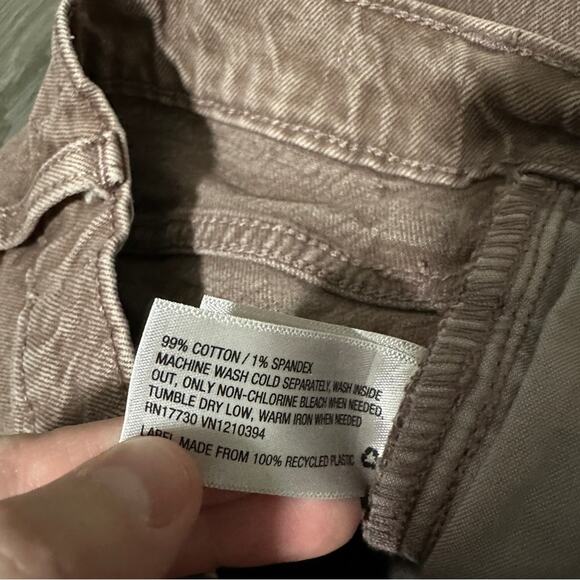 99% COTTON / 1% SPANDEX
MACHINE WASH COLD SEPARATELY, WASH INSIDE
OUT, ONLY NON-CHLORINE BLEACH WHEN NEEDED,
TUMBLE DRY LOW, WARM IRON WHEN NEEDED
RN17730 VN1210394
LABEL MADE FROM 100% RECYCLED PLASTIC